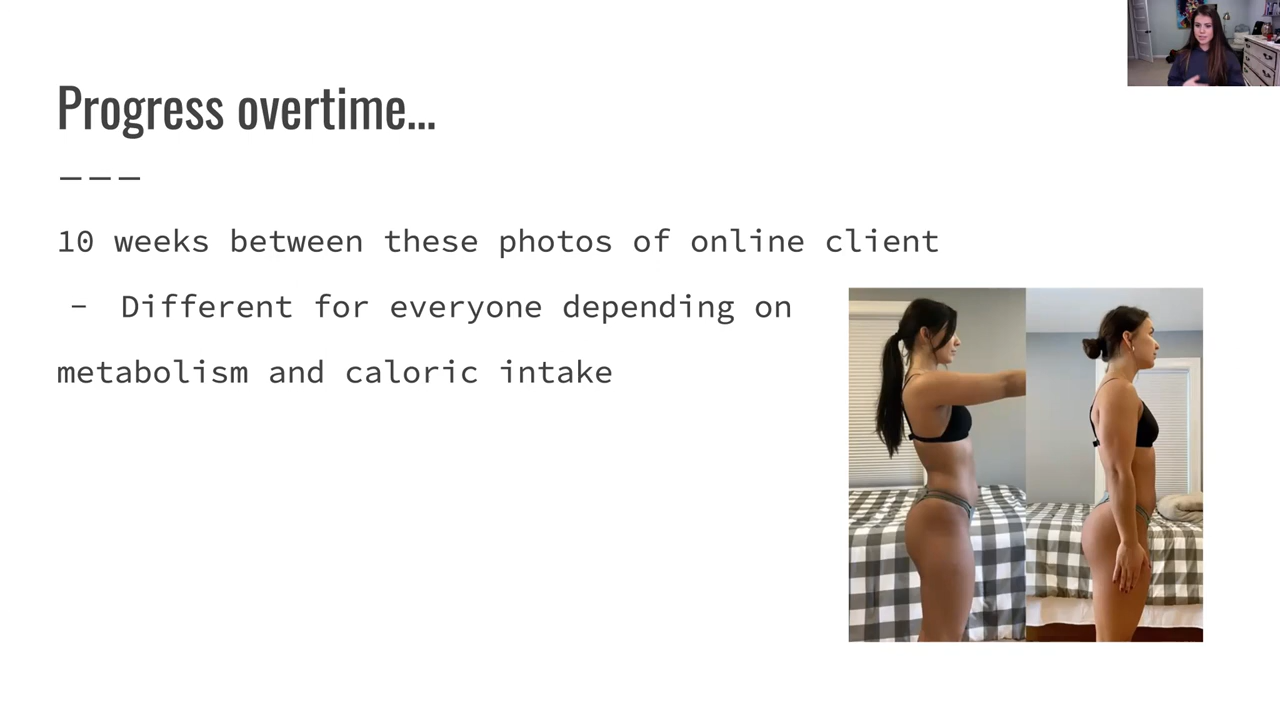 Progress overtime...
———
10 weeks between these photos of online client
- Different for everyone depending on
metabolism and caloric intake